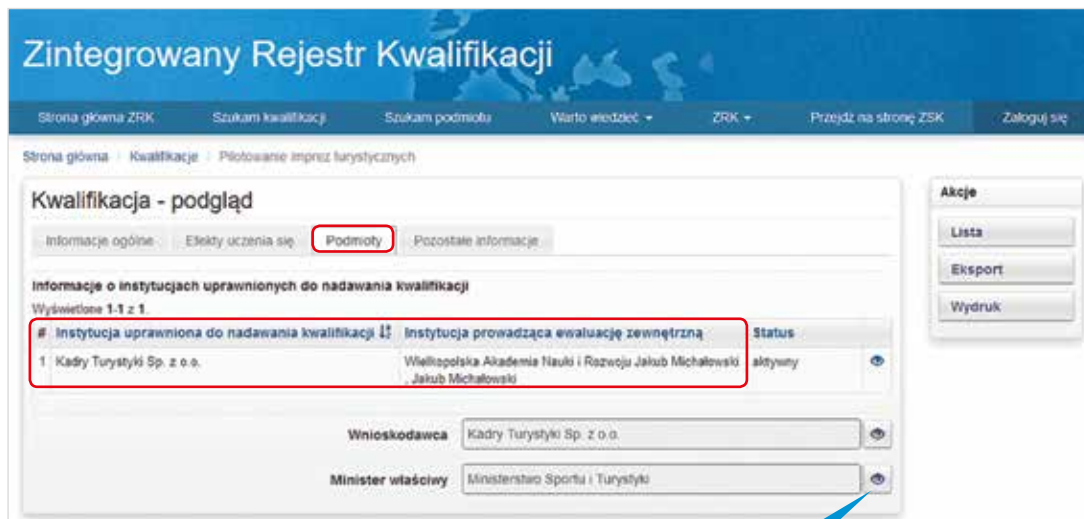 Zintegrowany Rejestr Kwalifikacji
Strona główna ZRK Szukam kwalifikacji Szukam podmiotu Warto wiedzieć ZRK Przejdź na stronę ZSK Zaloguj się
Strona główna / Kwalifikacje / Pilotowanie imprez turystycznych
Kwalifikacja - podgląd
Informacje ogólne Efekty uczenia się Podmioty Pozostałe informacje
Informacje o instytucjach uprawnionych do nadawania kwalifikacji
Wyświetlone 1-1 z 1.
# Instytucja uprawniona do nadawania kwalifikacji Instytucja prowadząca ewaluację zewnętrzną Status
1 Kadry Turystyki Sp. z o.o. Wielkopolska Akademia Nauki i Rozwoju Jakub Michałowski aktywny
, Jakub Michałowski
Wnioskodawca Kadry Turystyki Sp. z o.o.
Minister właściwy Ministerstwo Sportu i Turystyki
Akcje
Lista
Eksport
Wydruk